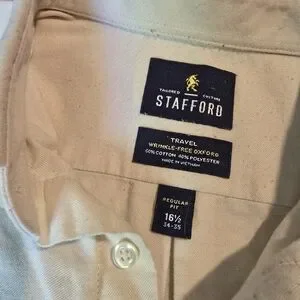 TAILORED CULTURE
STAFFORD
TRAVEL
WRINKLE-FREE OXFORD
60% COTTON 40% POLYESTER
MADE IN VIETNAM
REGULAR
FIT
16½
34-35